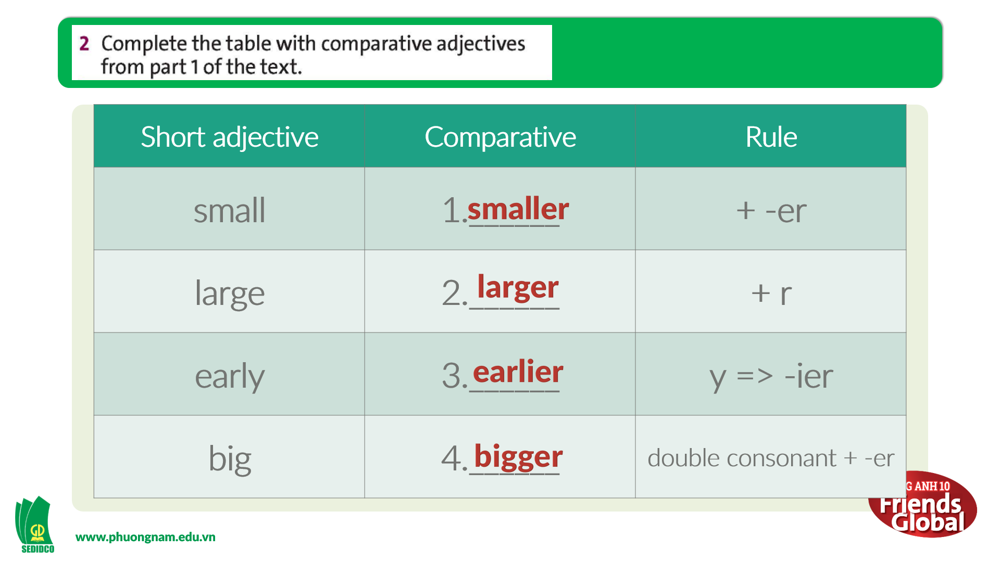 2 Complete the table with comparative adjectives
from part 1 of the text.
Short adjective Comparative Rule
small 1.smaller + -er
large 2. larger + r
early 3. earlier y => -ier
big 4. bigger double consonant + -er
G ANH 10
Friends
Global
GD
SEDIDCO
www.phuongnam.edu.vn